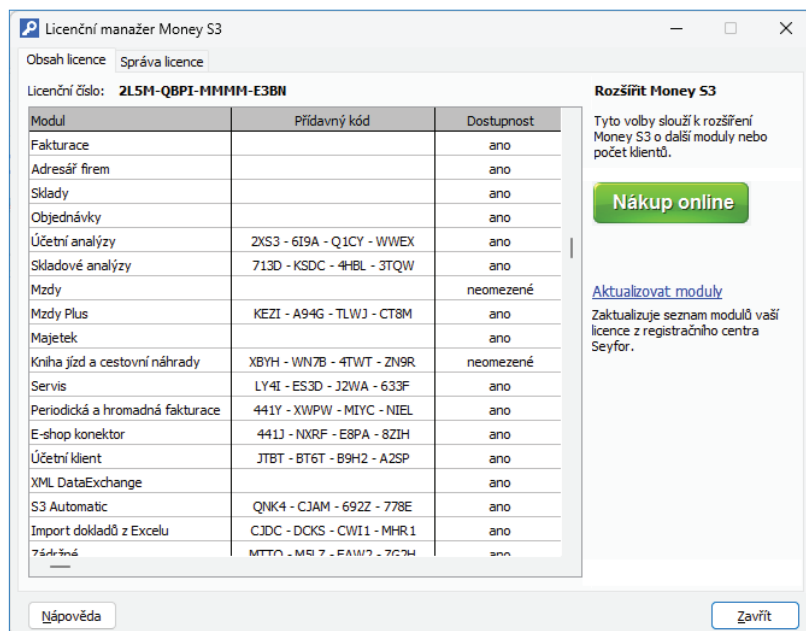 Licenční manažer Money S3
Obsah licence Správa licence
Licenční číslo: 2L5M-QBPI-MMMM-E3BN
Modul Přídavný kód Dostupnost
Fakturace ano
Adresář firem ano
Sklady ano
Objednávky ano
Účetní analýzy 2XS3 - 6I9A - Q1CY - WWEX ano
Skladové analýzy 713D - KSDC - 4HBL - 3TQW ano
Mzdy neomezené
Mzdy Plus KEZI - A94G - TLWJ - CT8M ano
Majetek ano
Kniha jízd a cestovní náhrady XBYH - WN7B - 4TWT - ZN9R neomezené
Servis LY4I - ES3D - J2WA - 633F ano
Periodická a hromadná fakturace 441Y - XWPW - MIYC - NIEL ano
E-shop konektor 441J - NXRF - E8PA - 8ZIH ano
Účetní klient JTBT - BT6T - B9H2 - A2SP ano
XML DataExchange ano
S3 Automatic QNK4 - CJAM - 692Z - 778E ano
Import dokladů z Excelu CJDC - DCKS - CWI1 - MHR1 ano
Zádržné MTTO - M5LZ - EAW2 - ZG2H ano
Rozšířit Money S3
Tyto volby slouží k rozšíření
Money S3 o další moduly nebo
počet klientů.
Nákup online
Aktualizovat moduly
Zaktualizuje seznam modulů vaší
licence z registračního centra
Seyfor.
Nápověda Zavřít